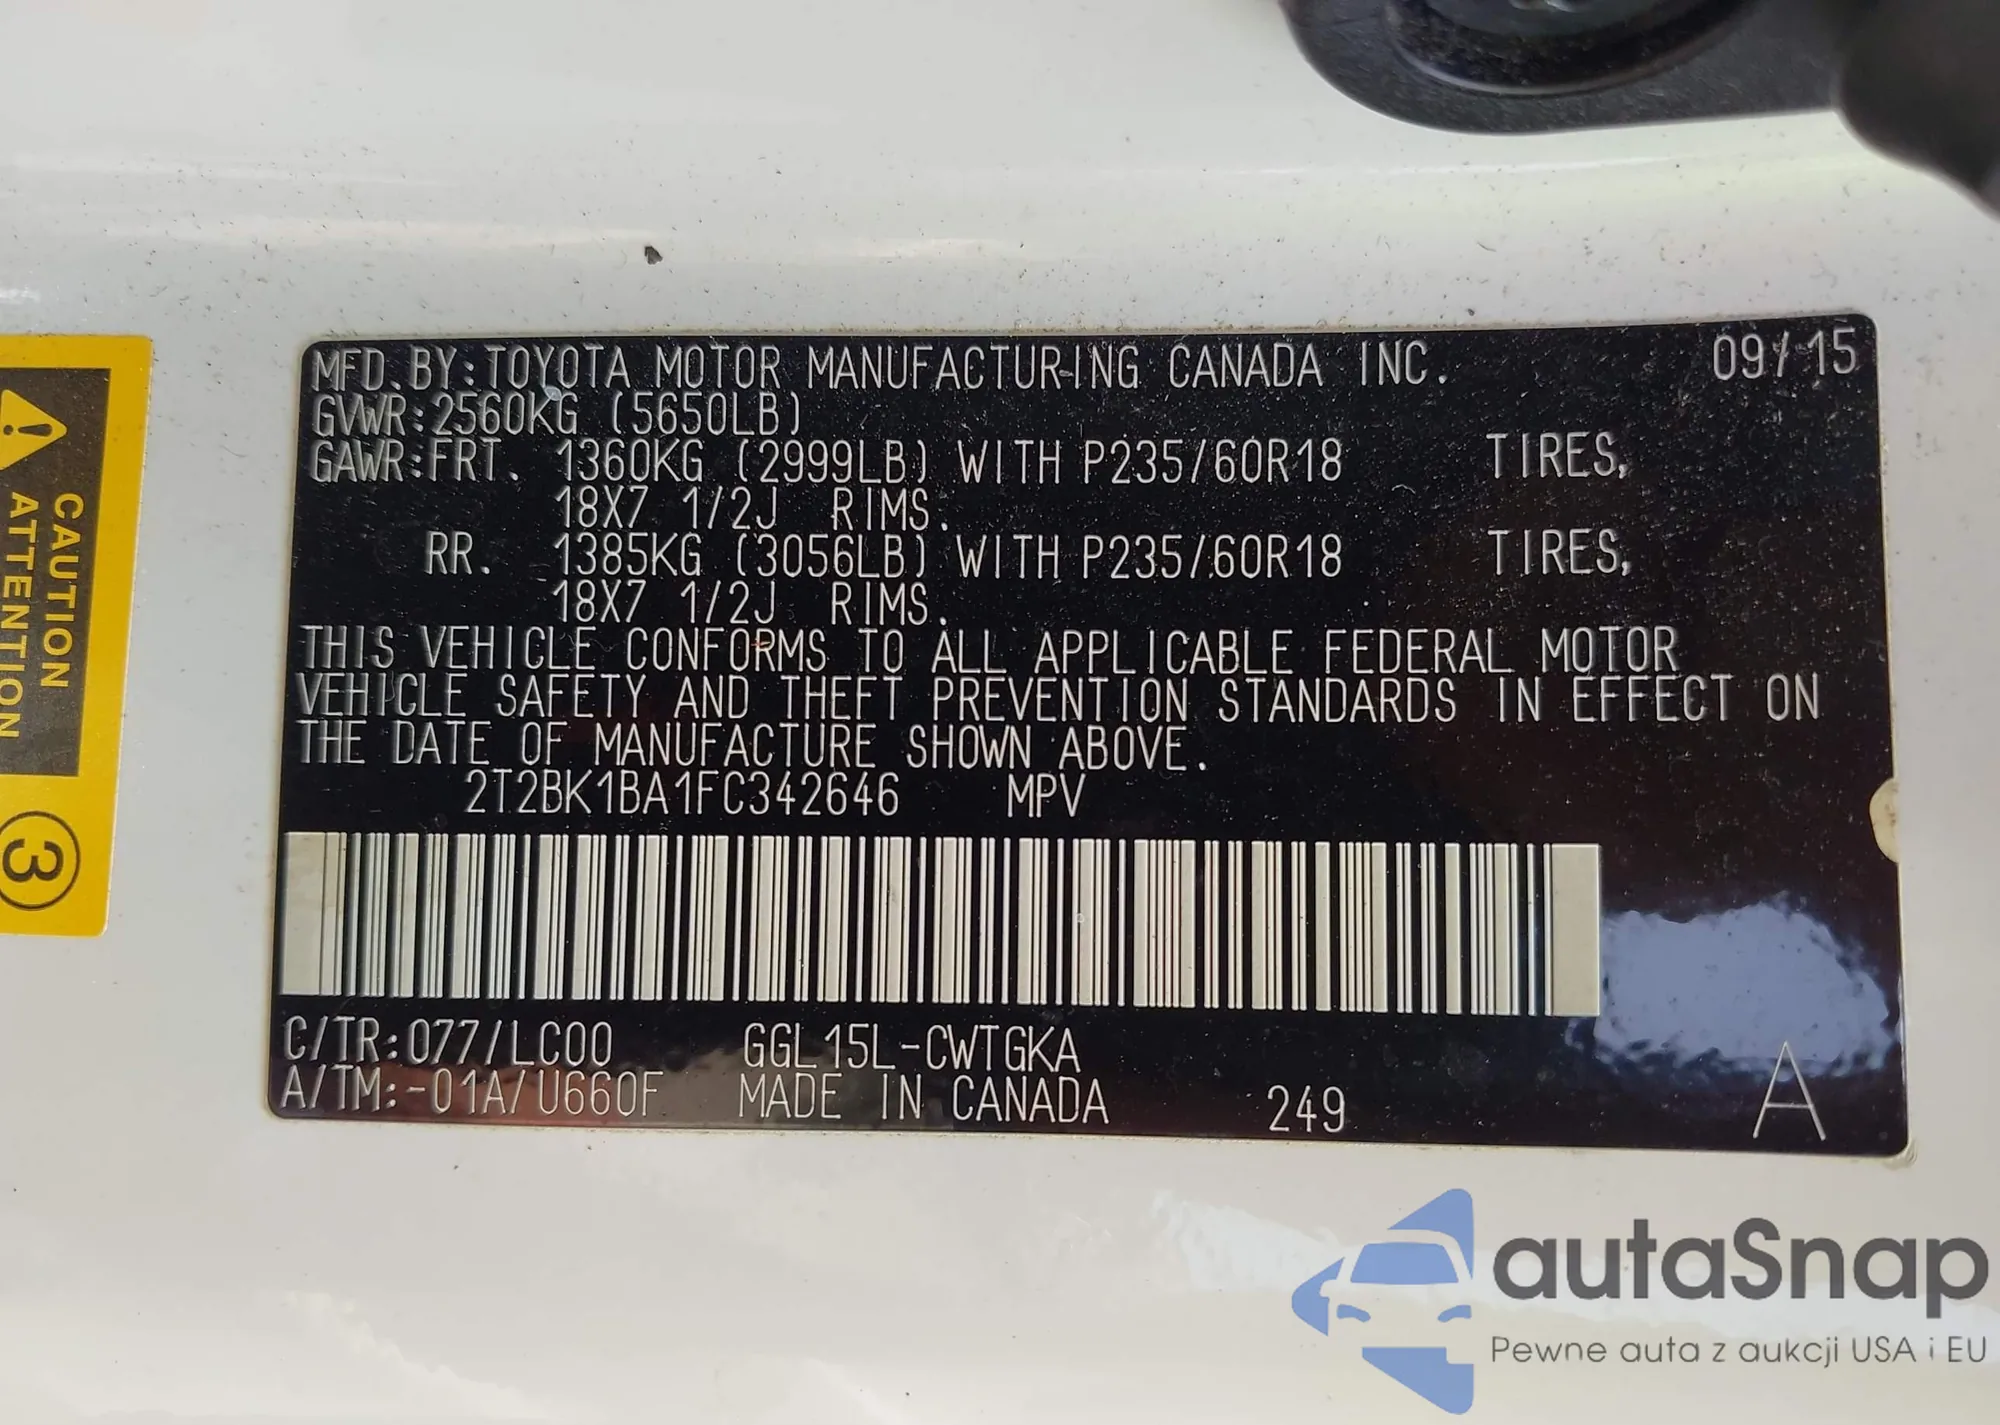 MFD. BY: TOYOTA MOTOR MANUFACTURING CANADA INC. 09/15
GVWR: 2560KG (5650LB)
GAWR: FRT. 1360KG (2999LB) WITH P235/60R18 TIRES,
18X7 1/2J RIMS.
RR. 1385KG (3056LB) WITH P235/60R18 TIRES,
18X7 1/2J RIMS.
THIS VEHICLE CONFORMS TO ALL APPLICABLE FEDERAL MOTOR
VEHICLE SAFETY AND THEFT PREVENTION STANDARDS IN EFFECT ON
THE DATE OF MANUFACTURE SHOWN ABOVE.
2T2BK1BA1FC342646 MPV
C/TR: 077/LC00 GGL15L-CWTGKA
A/TM: -01A/U660F MADE IN CANADA 249 A
CAUTION
ATTENTION
3
autoSnap
Pewne auta z aukcji USA i EU